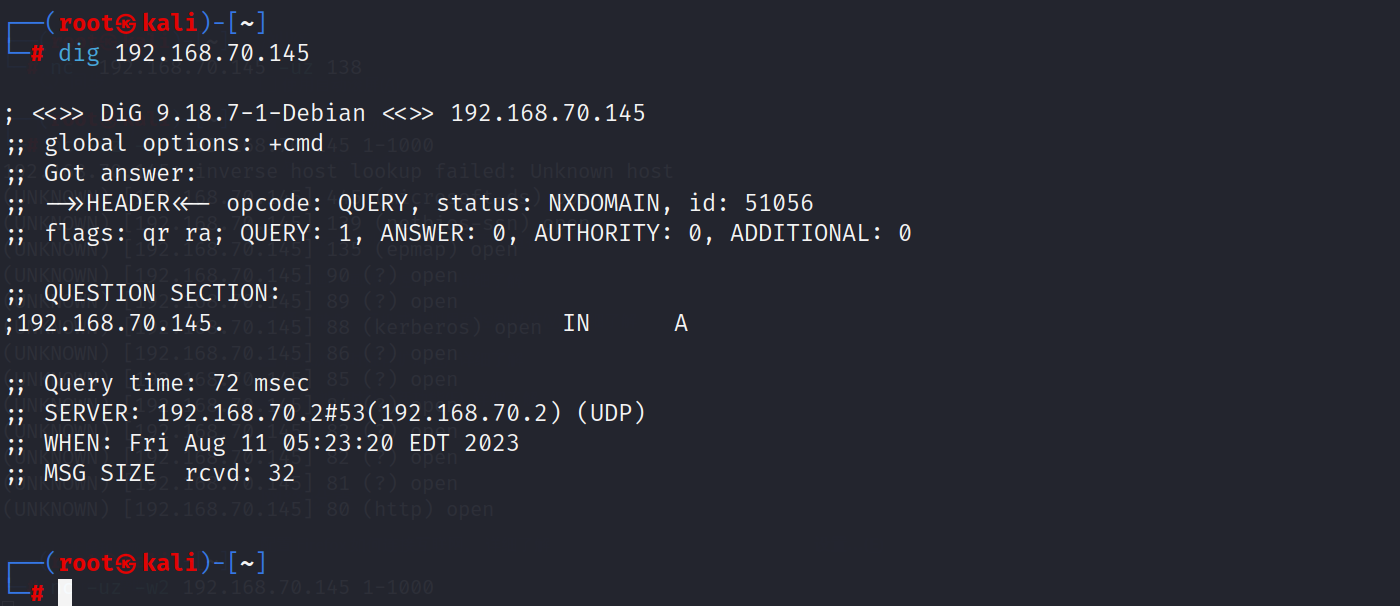 ┌──(root㉿kali)-[~]
└─# dig 192.168.70.145
; <<>> DiG 9.18.7-1-Debian <<>> 192.168.70.145
;; global options: +cmd
;; Got answer:
;; ->>HEADER<<- opcode: QUERY, status: NXDOMAIN, id: 51056
;; flags: qr ra; QUERY: 1, ANSWER: 0, AUTHORITY: 0, ADDITIONAL: 0
;; QUESTION SECTION:
;192.168.70.145. IN A
;; Query time: 72 msec
;; SERVER: 192.168.70.2#53(192.168.70.2) (UDP)
;; WHEN: Fri Aug 11 05:23:20 EDT 2023
;; MSG SIZE  rcvd: 32
┌──(root㉿kali)-[~]
└─#